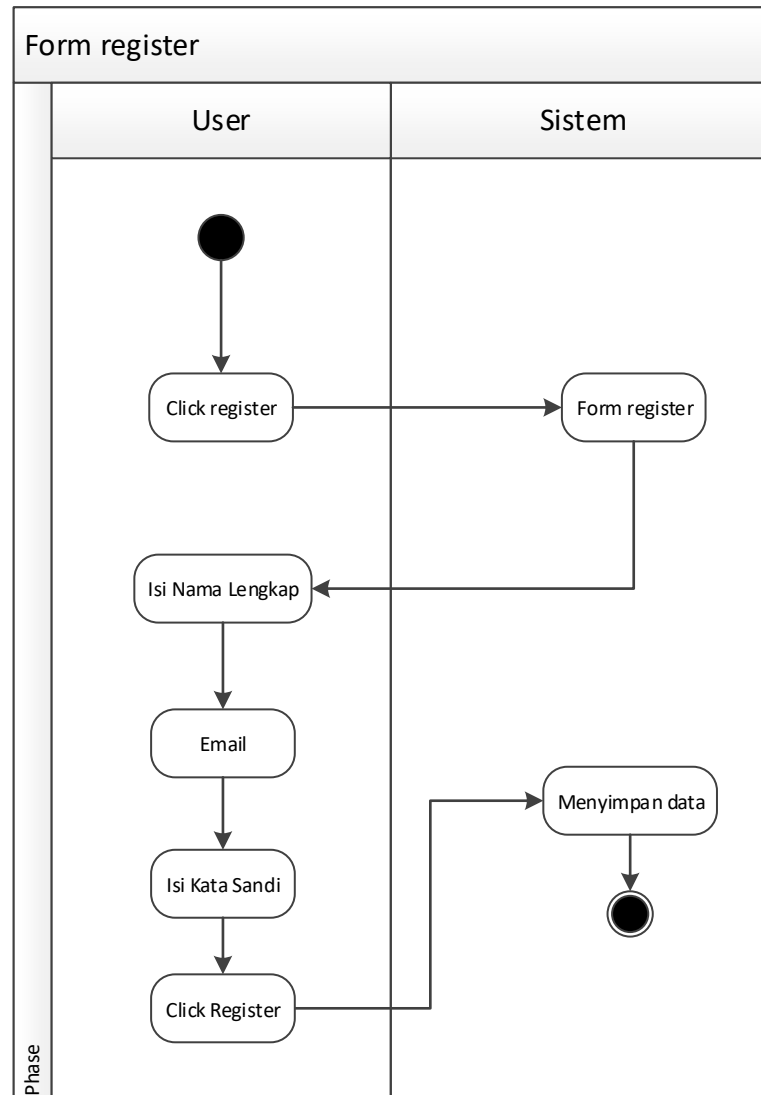 Form register
User
Sistem
Click register
Form register
Isi Nama Lengkap
Email
Menyimpan data
Isi Kata Sandi
Click Register
Phase